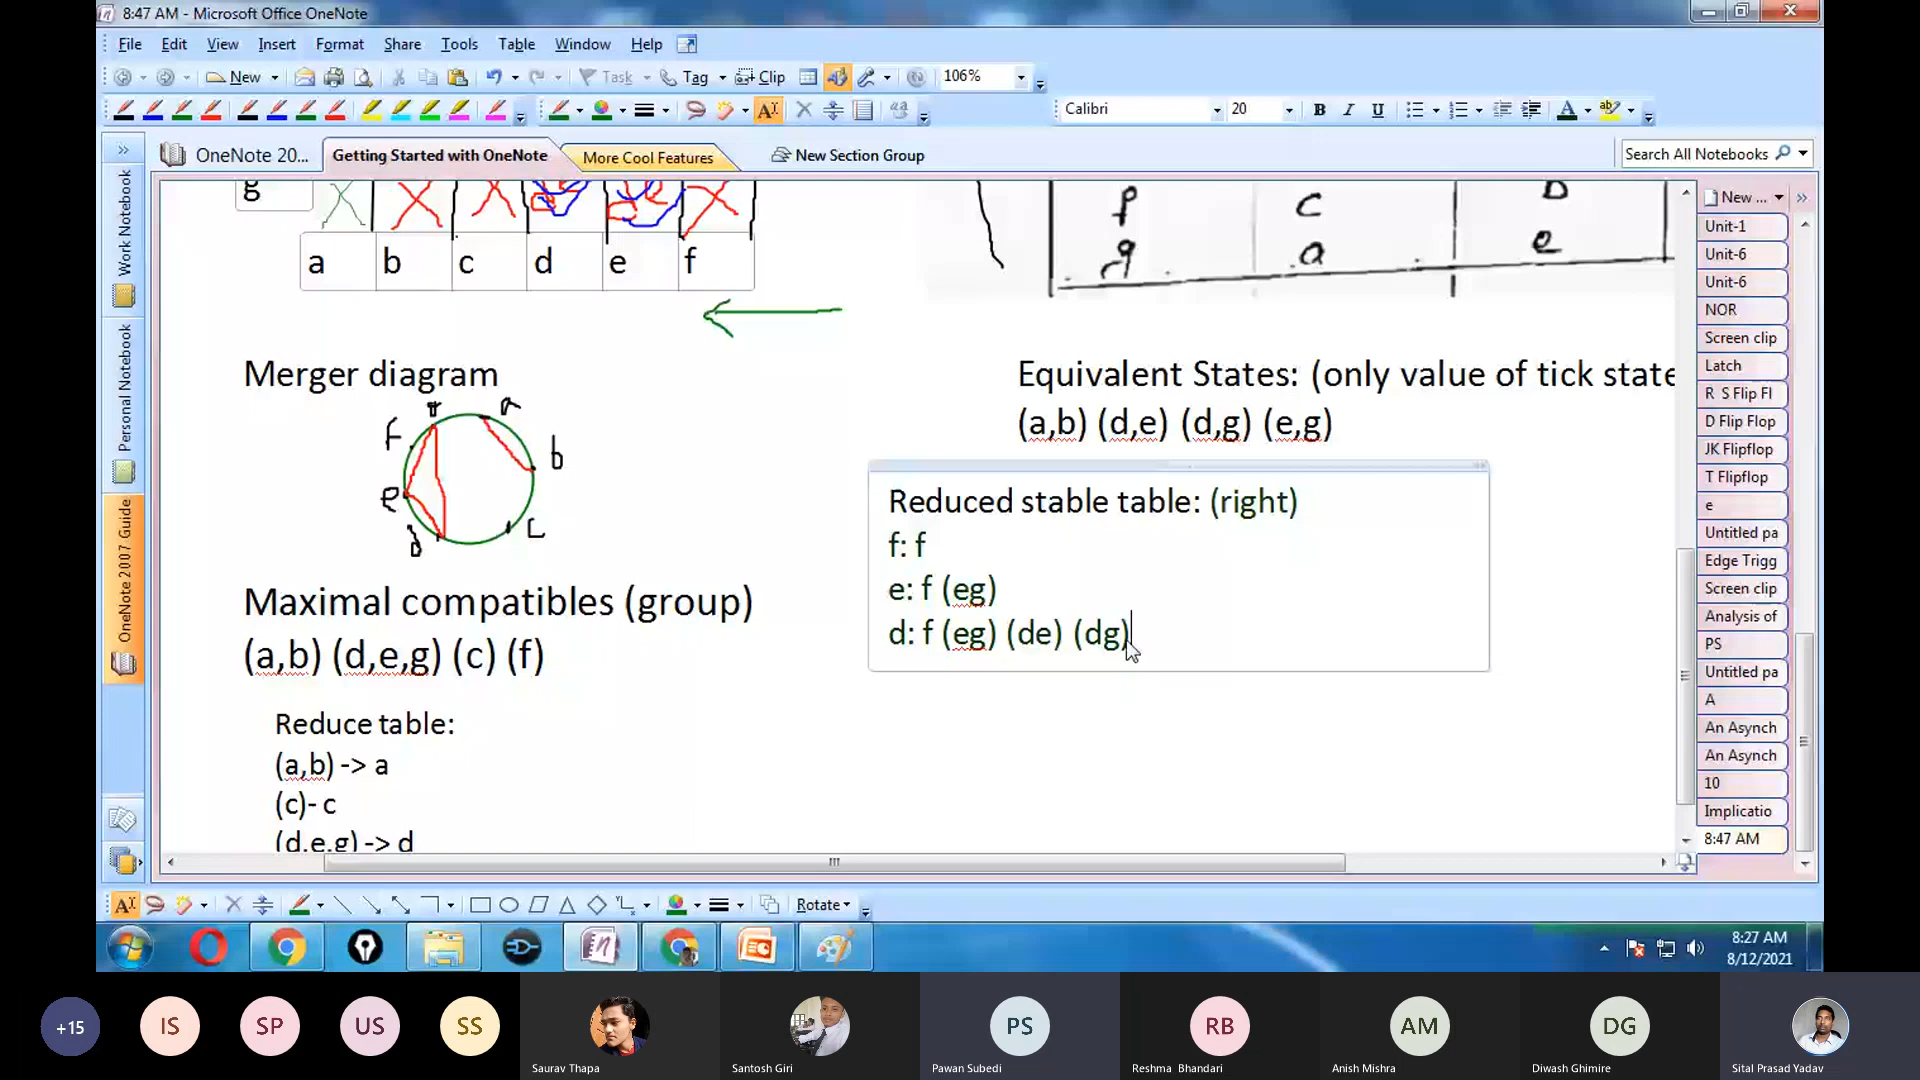 8:47 AM - Microsoft Office OneNote
File Edit View Insert Format Share Tools Table Window Help
New Task Tag Clip 106%
Calibri 20 B I U A ab
OneNote 20... Getting Started with OneNote More Cool Features New Section Group Search All Notebooks
Work Notebook
Personal Notebook
OneNote 2007 Guide
g
a b c d e f
p c D
g a e
Merger diagram
a
f
b
e
c
d
Maximal compatibles (group)
(a,b) (d,e,g) (c) (f)
Reduce table:
(a,b) -> a
(c)- c
(d,e,g) -> d
Equivalent States: (only value of tick state
(a,b) (d,e) (d,g) (e,g)
Reduced stable table: (right)
f: f
e: f (eg)
d: f (eg) (de) (dg)
New ...
Unit-1
Unit-6
Unit-6
NOR
Screen clip
Latch
R S Flip Fl
D Flip Flop
JK Flipflop
T Flipflop
e
Untitled pa
Edge Trigg
Screen clip
Analysis of
PS
Untitled pa
A
An Asynch
An Asynch
10
Implicatio
8:47 AM
Rotate
8:27 AM
8/12/2021
+15 IS SP US SS PS RB AM DG
Saurav Thapa Santosh Giri Pawan Subedi Reshma Bhandari Anish Mishra Diwash Ghimire Sital Prasad Yadav